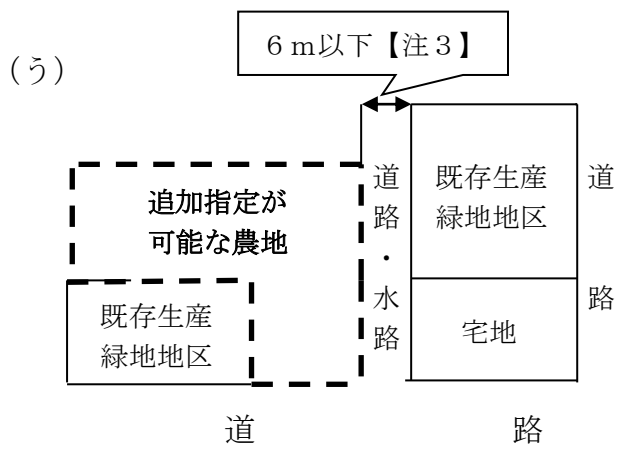 ６ｍ以下【注３】
（う）
追加指定が
可能な農地
道路・水路
既存生産
緑地地区
道路
既存生産
緑地地区
宅地
道路